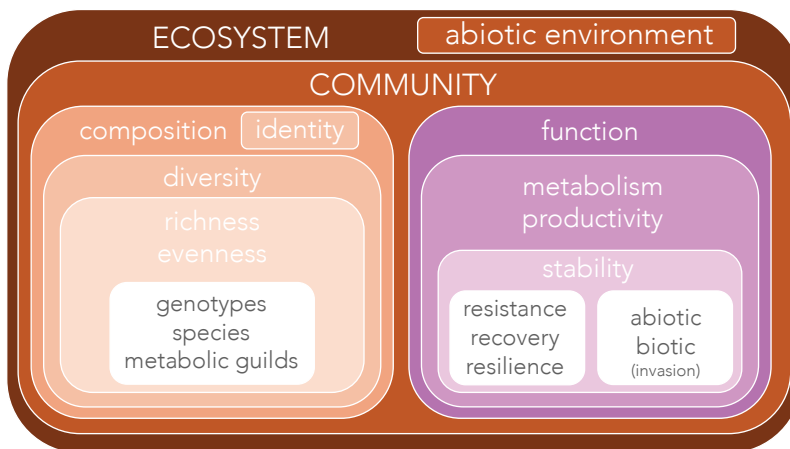 ECOSYSTEM
abiotic environment
COMMUNITY
composition
identity
diversity
richness
evenness
genotypes
species
metabolic guilds
function
metabolism
productivity
stability
resistance
recovery
resilience
abiotic
biotic
(invasion)